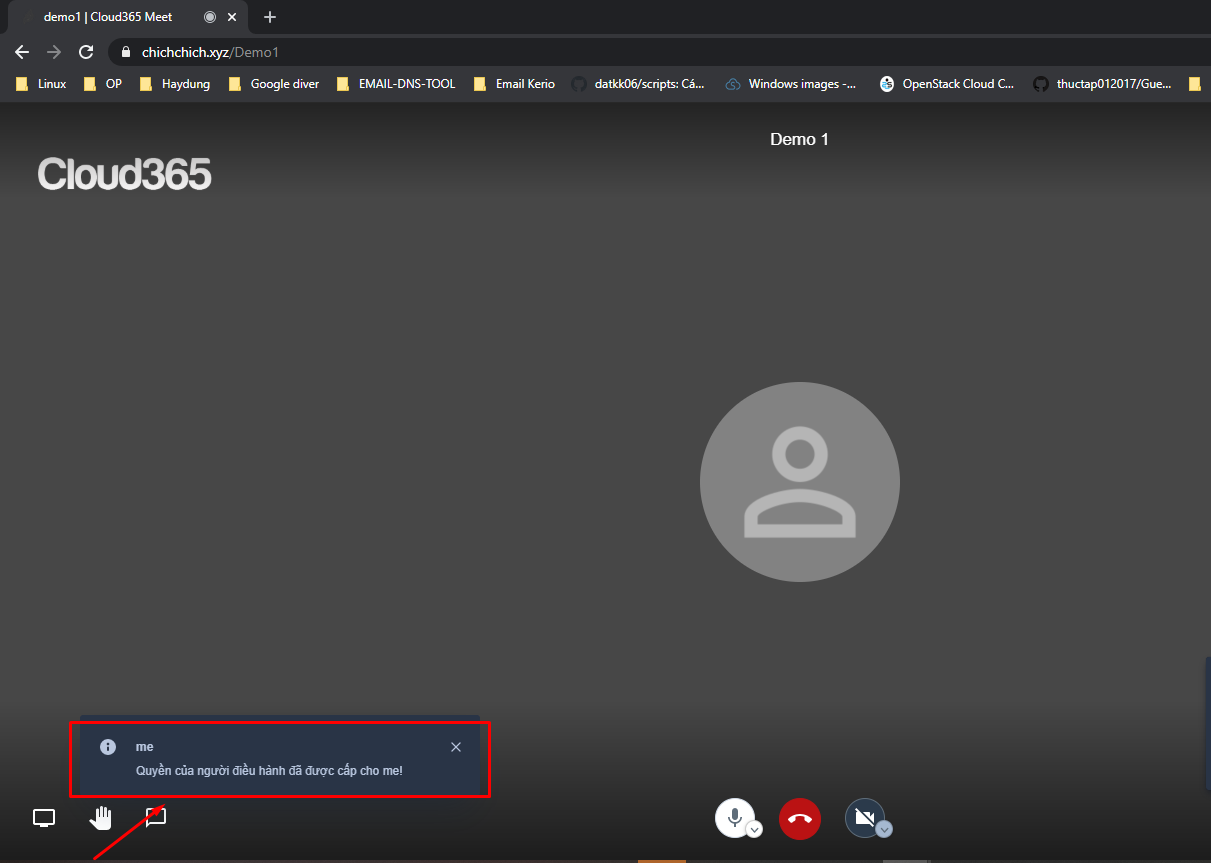 demo1 | Cloud365 Meet
chichchich.xyz/Demo1
Linux OP Haydung Google diver EMAIL-DNS-TOOL Email Kerio datkk06/scripts: Cá... Windows images -... OpenStack Cloud C... thuctap012017/Gue...
Demo 1
Cloud365
me
Quyền của người điều hành đã được cấp cho me!